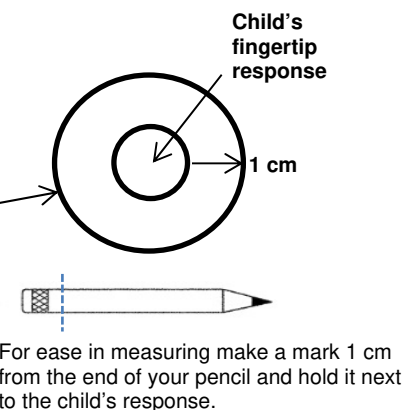 Child's
fingertip
response
1 cm
For ease in measuring make a mark 1 cm
from the end of your pencil and hold it next
to the child's response.